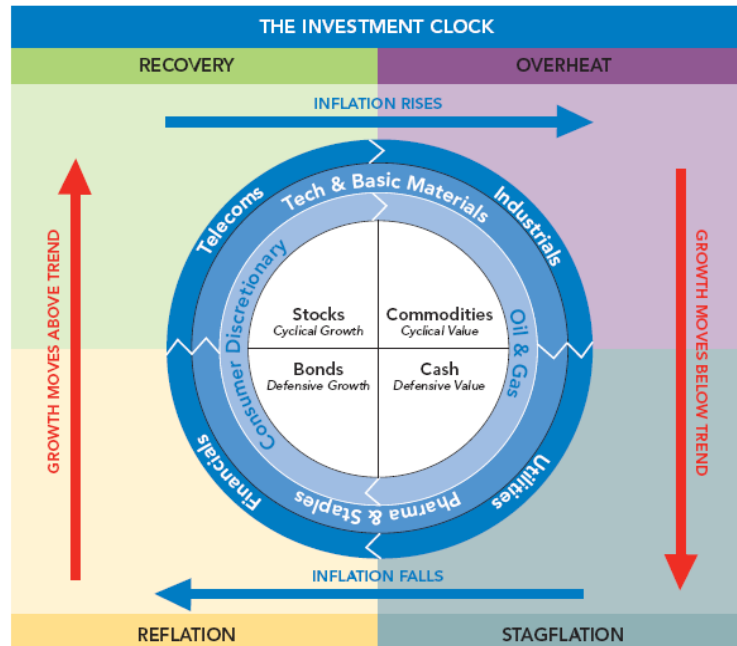 THE INVESTMENT CLOCK
RECOVERY
OVERHEAT
INFLATION RISES
GROWTH MOVES ABOVE TREND
Telecoms
Tech & Basic Materials
Industrials
GROWTH MOVES BELOW TREND
Consumer Discretionary
Stocks
Cyclical Growth
Commodities
Cyclical Value
Oil & Gas
Bonds
Defensive Growth
Cash
Defensive Value
Financials
Pharma & Staples
Utilities
INFLATION FALLS
REFLATION
STAGFLATION